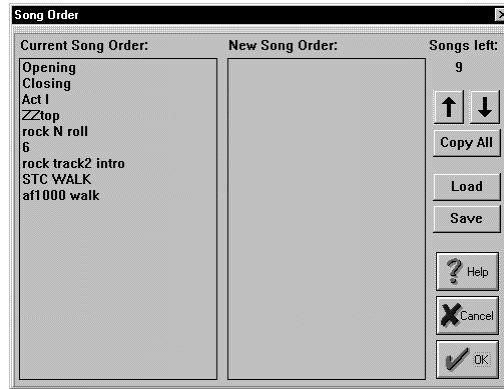 Song Order
Current Song Order:
New Song Order:
Songs left:
9
Opening
Closing
Act I
ZZtop
rock N roll
6
rock track2 intro
STC WALK
af1000 walk
Copy All
Load
Save
Help
Cancel
OK